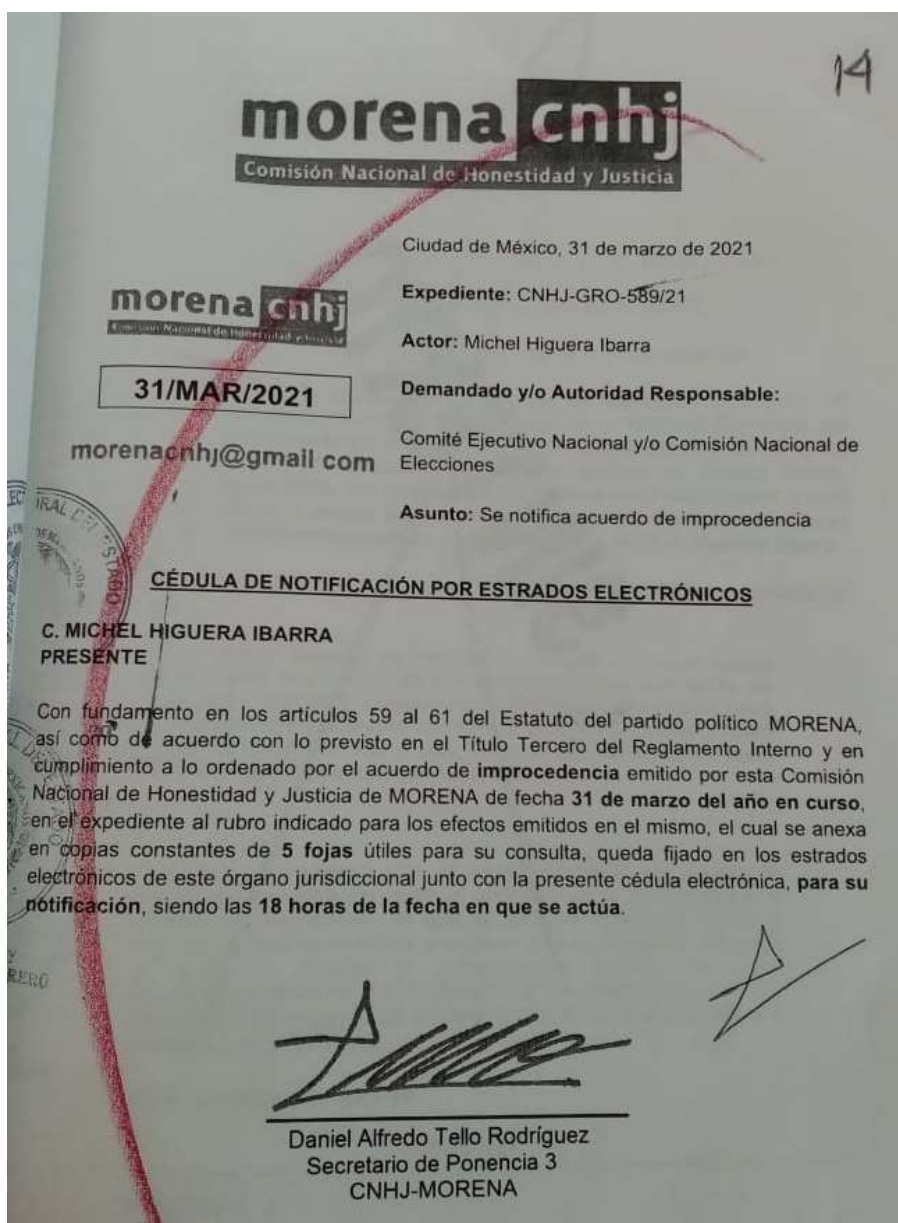 14
morena cnhj
Comisión Nacional de Honestidad y Justicia
Ciudad de México, 31 de marzo de 2021
Expediente: CNHJ-GRO-589/21
Actor: Michel Higuera Ibarra
Demandado y/o Autoridad Responsable:
Comité Ejecutivo Nacional y/o Comisión Nacional de
Elecciones
Asunto: Se notifica acuerdo de improcedencia
morena cnhj
Comisión Nacional de Honestidad y Justicia
31/MAR/2021
morenacnhj@gmail com
RAL DEL ESTADO
CÉDULA DE NOTIFICACIÓN POR ESTRADOS ELECTRÓNICOS
C. MICHEL HIGUERA IBARRA
PRESENTE
Con fundamento en los artículos 59 al 61 del Estatuto del partido político MORENA,
así como de acuerdo con lo previsto en el Título Tercero del Reglamento Interno y en
cumplimiento a lo ordenado por el acuerdo de improcedencia emitido por esta Comisión
Nacional de Honestidad y Justicia de MORENA de fecha 31 de marzo del año en curso,
en el expediente al rubro indicado para los efectos emitidos en el mismo, el cual se anexa
en copias constantes de 5 fojas útiles para su consulta, queda fijado en los estrados
electrónicos de este órgano jurisdiccional junto con la presente cédula electrónica, para su
notificación, siendo las 18 horas de la fecha en que se actúa.
Daniel Alfredo Tello Rodríguez
Secretario de Ponencia 3
CNHJ-MORENA